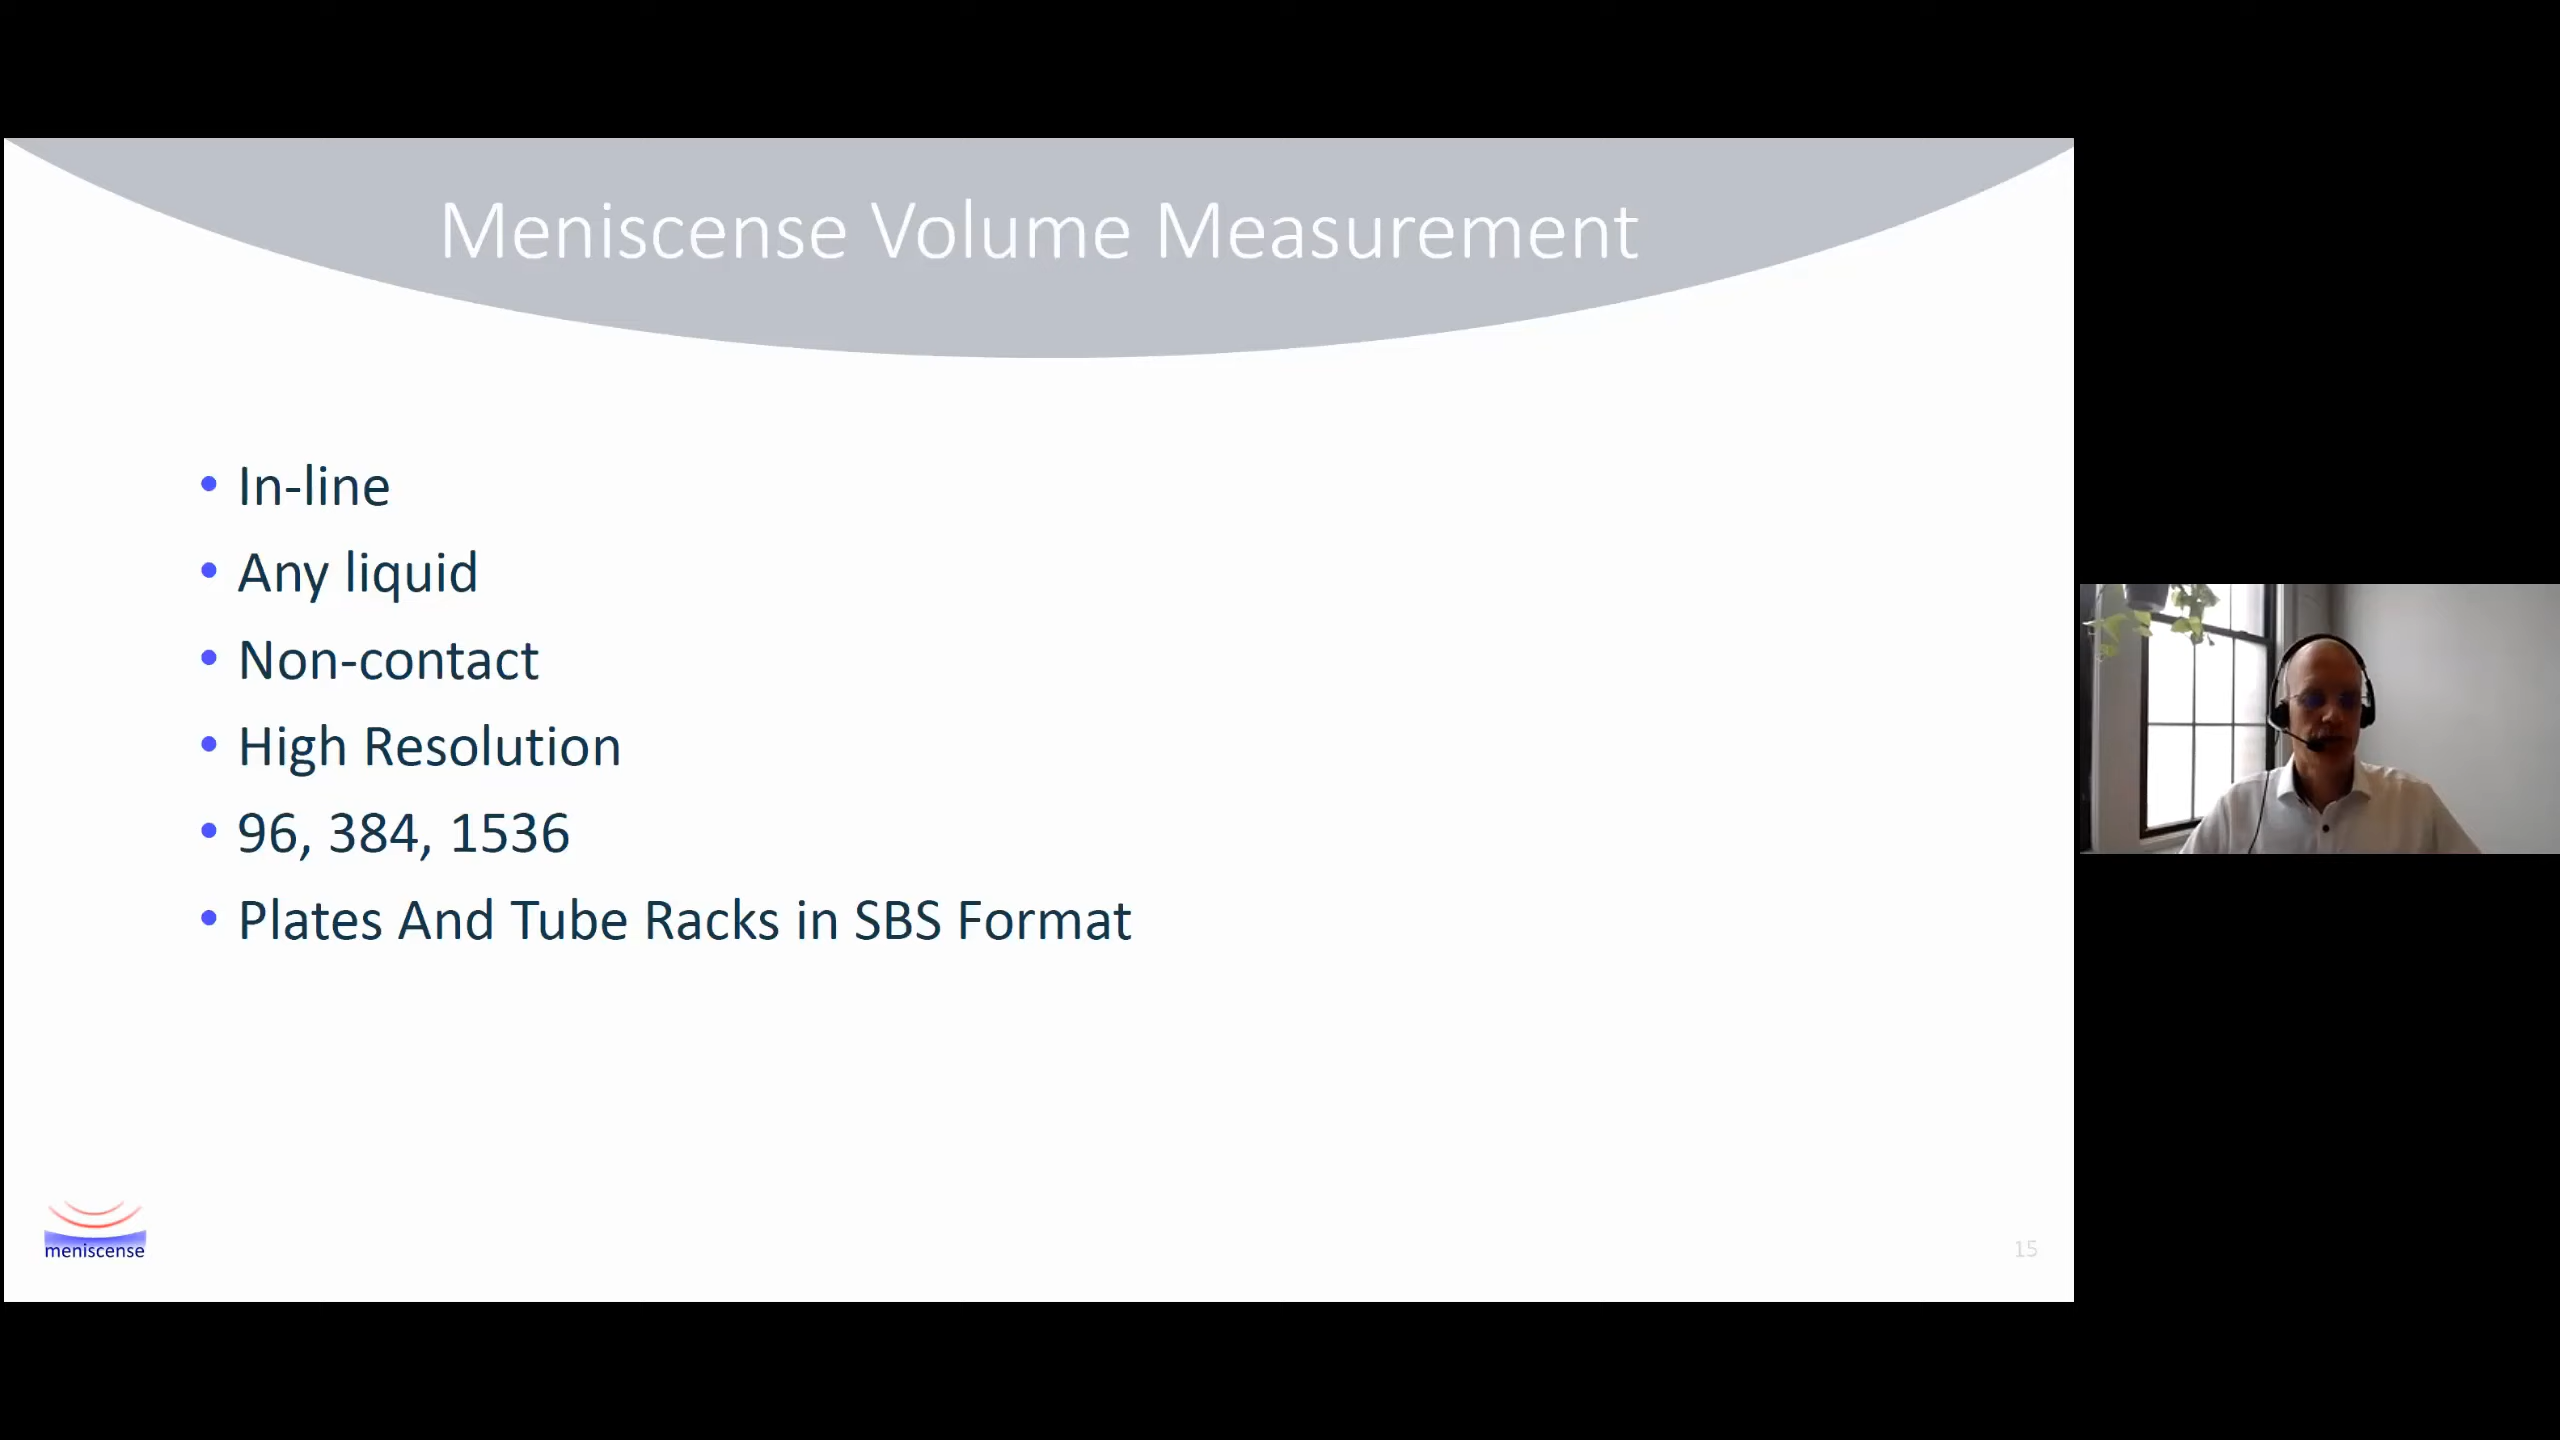 Meniscense Volume Measurement
• In-line
• Any liquid
• Non-contact
• High Resolution
• 96, 384, 1536
• Plates And Tube Racks in SBS Format
meniscense
15